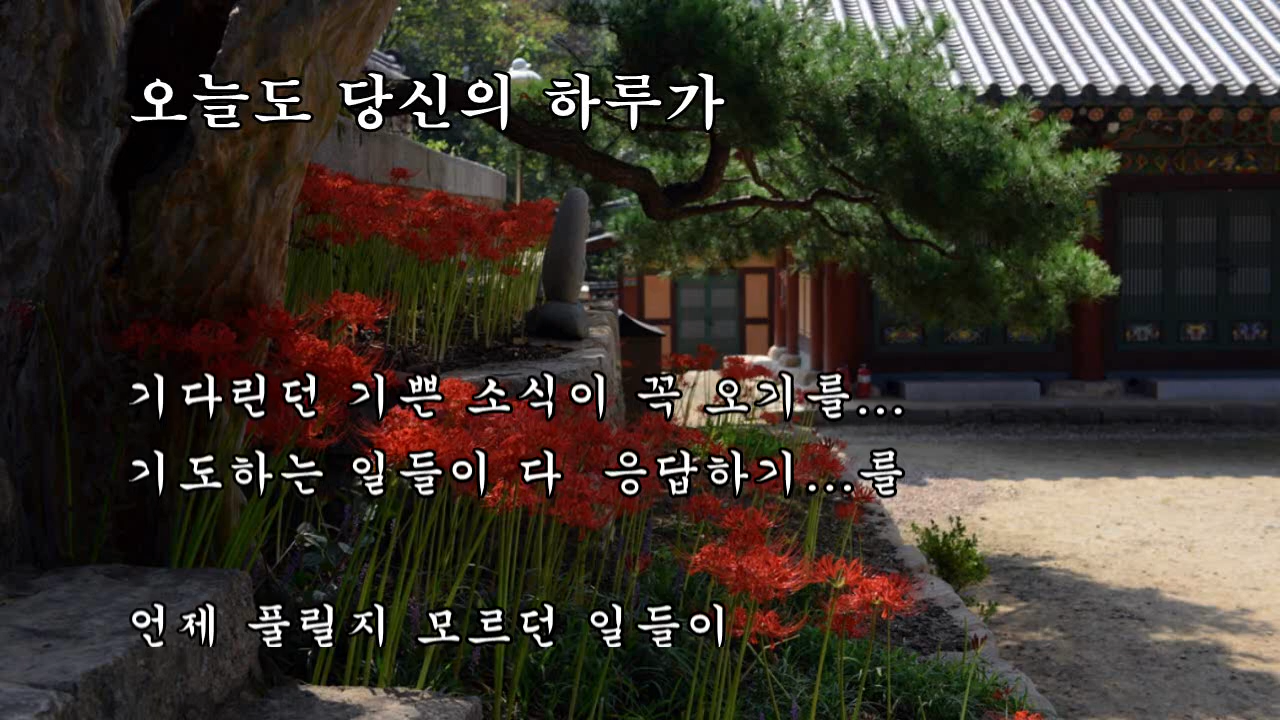 오늘도 당신의 하루가
기다린던 기쁜 소식이 꼭 오기를...
기도하는 일들이 다 응답하기...를
언제 풀릴지 모르던 일들이